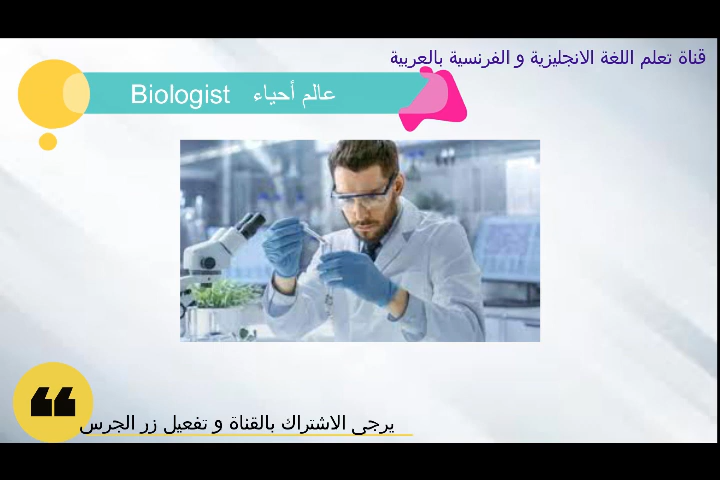 قناة تعلم اللغة الانجليزية و الفرنسية بالعربية
Biologist عالم أحياء
يرجى الاشتراك بالقناة و تفعيل زر الجرس